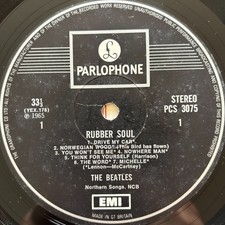 PARLOPHONE
33⅓
(YEX.178)
℗ 1965
1
STEREO
PCS 3075
1
RUBBER SOUL
1. DRIVE MY CAR*
2. NORWEGIAN WOOD* (This Bird has flown)
3. YOU WON'T SEE ME* 4. NOWHERE MAN*
5. THINK FOR YOURSELF (Harrison)
6. THE WORD* 7. MICHELLE*
(*Lennon—McCartney)
THE BEATLES
Northern Songs, NCB
EMI
MADE IN GT BRITAIN